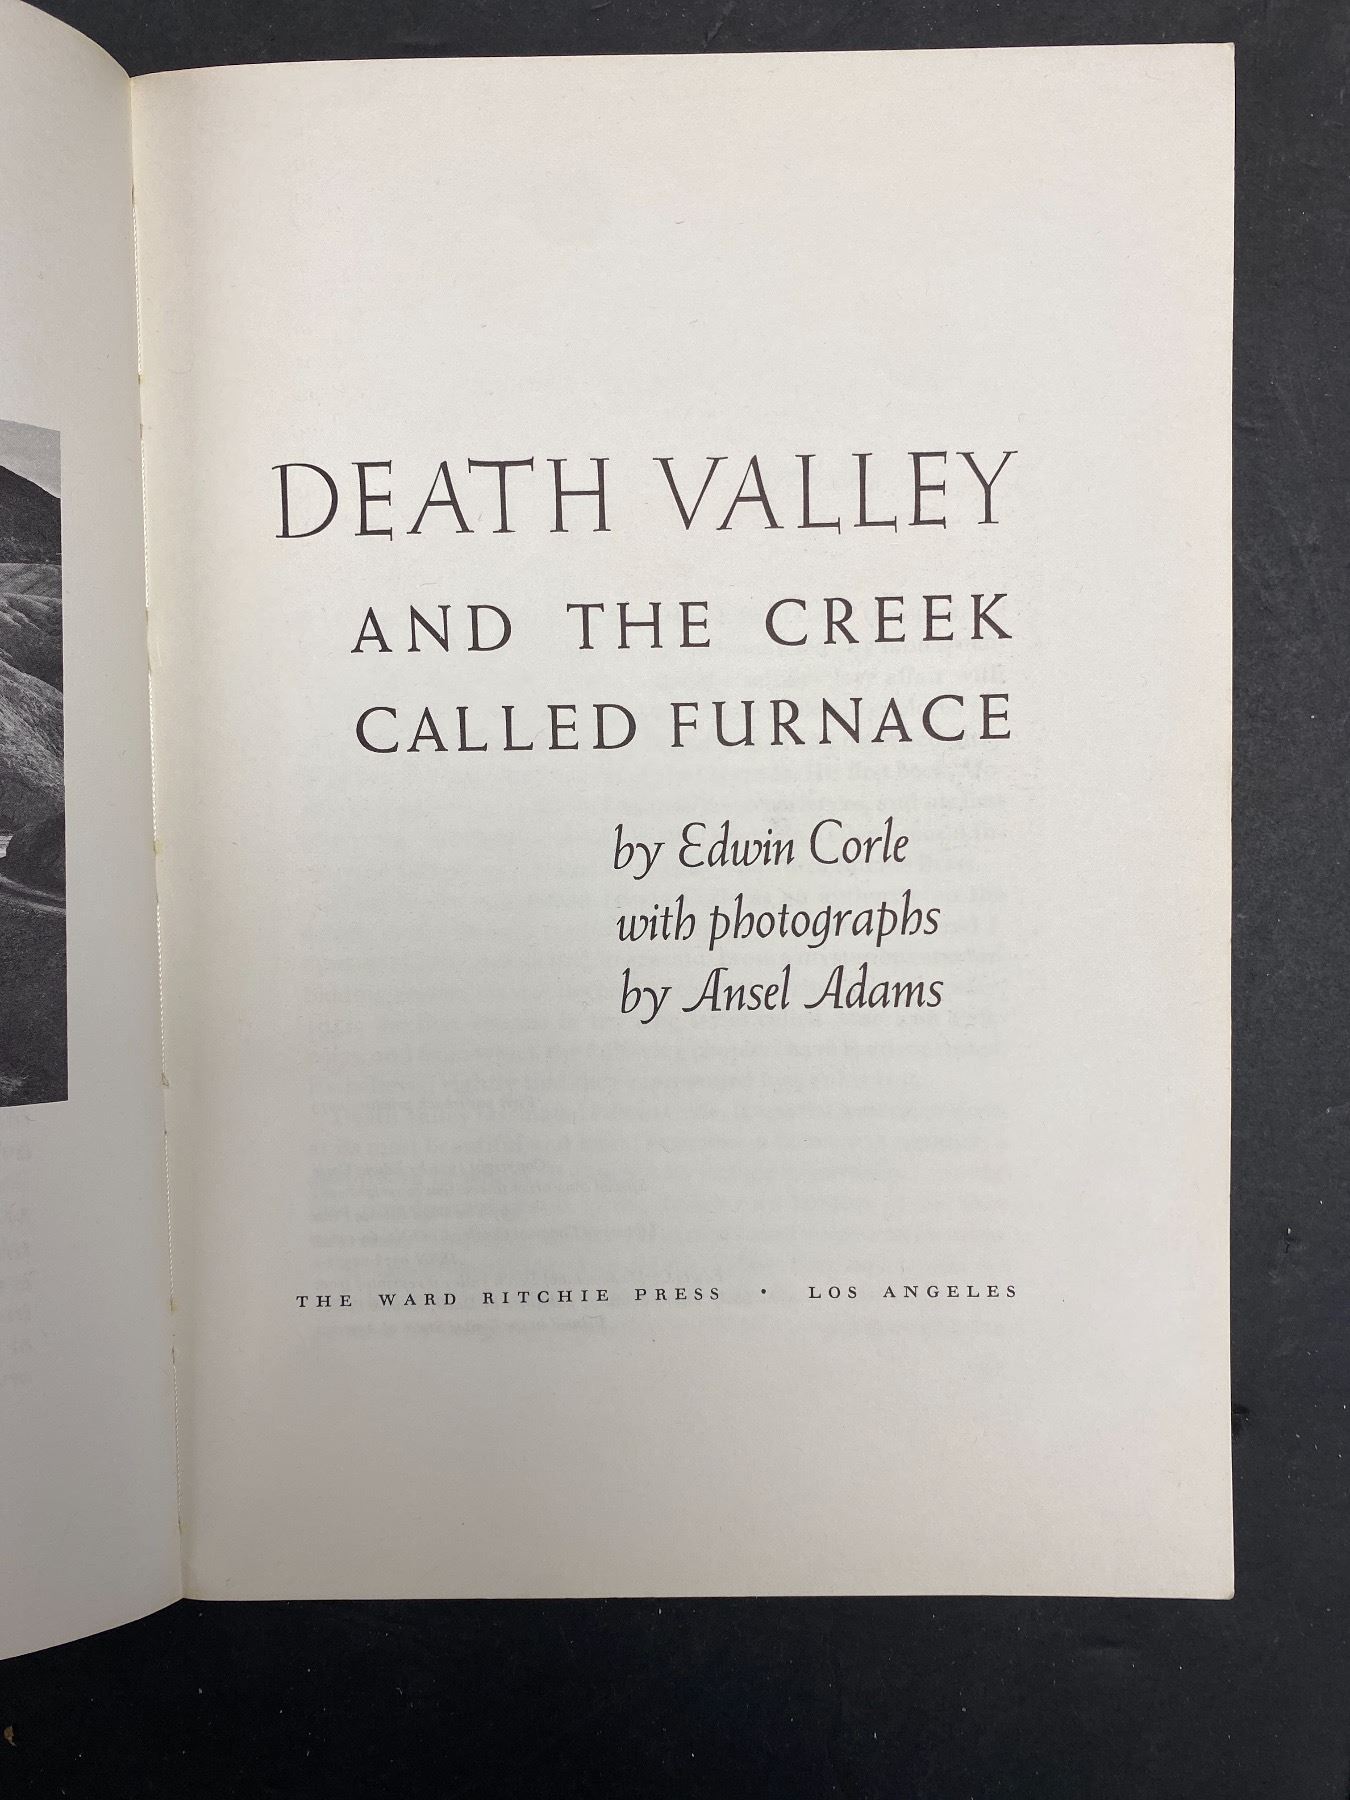 DEATH VALLEY
AND THE CREEK
CALLED FURNACE
by Edwin Corle
with photographs
by Ansel Adams
THE WARD RITCHIE PRESS • LOS ANGELES